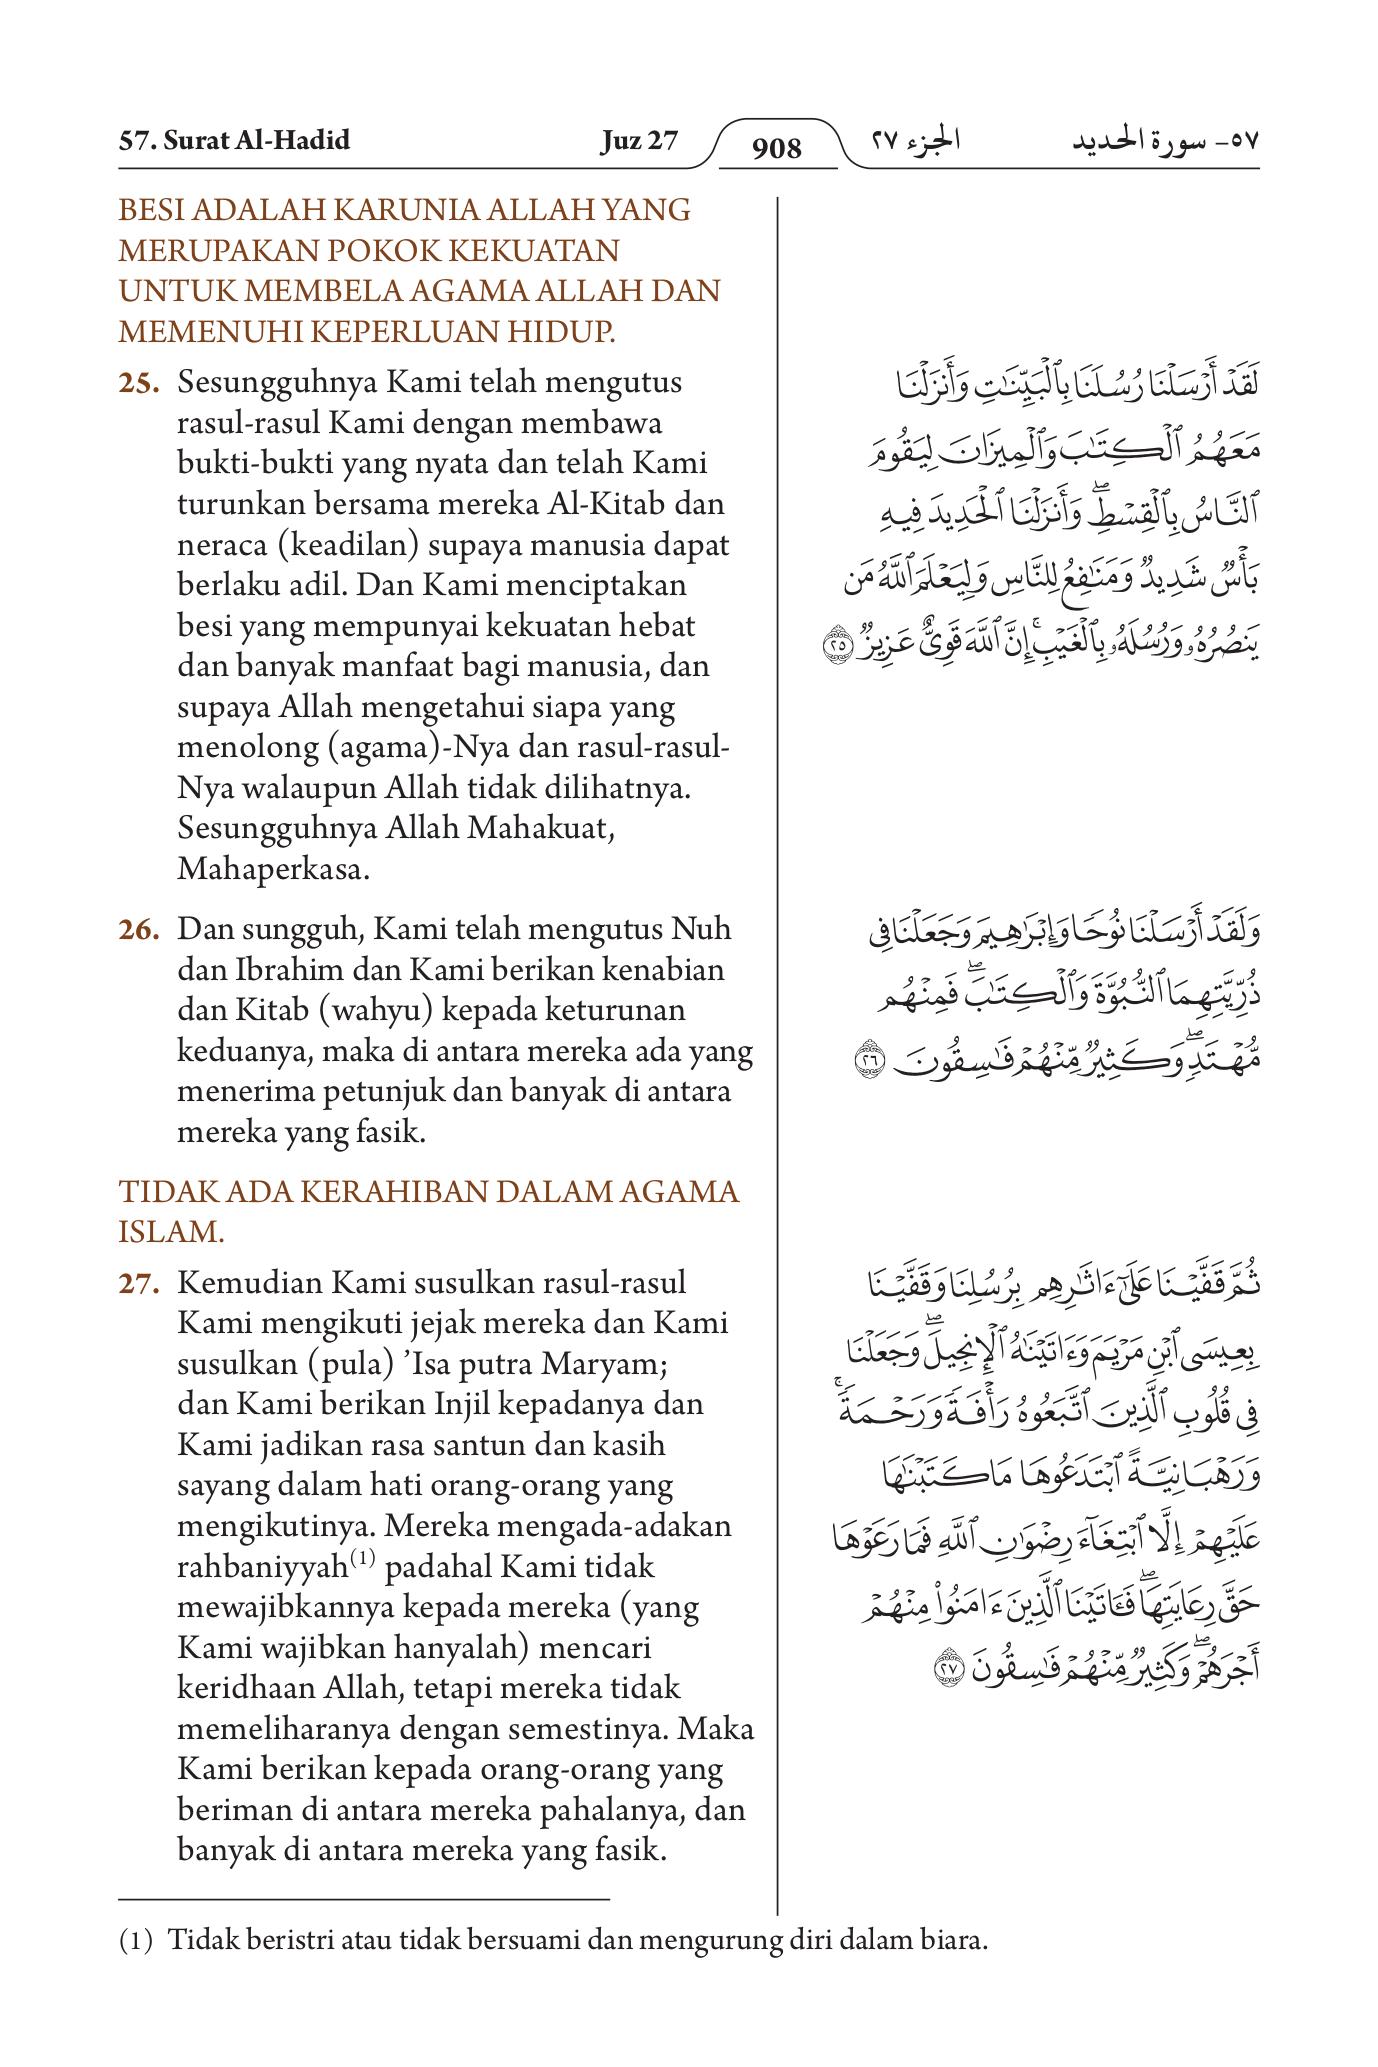 57. Surat Al-Hadid Juz 27 908 الجزء ٢٧ ٥٧- سورة الحديد
BESI ADALAH KARUNIA ALLAH YANG
MERUPAKAN POKOK KEKUATAN
UNTUK MEMBELA AGAMA ALLAH DAN
MEMENUHI KEPERLUAN HIDUP.
25. Sesungguhnya Kami telah mengutus
rasul-rasul Kami dengan membawa
bukti-bukti yang nyata dan telah Kami
turunkan bersama mereka Al-Kitab dan
neraca (keadilan) supaya manusia dapat
berlaku adil. Dan Kami menciptakan
besi yang mempunyai kekuatan hebat
dan banyak manfaat bagi manusia, dan
supaya Allah mengetahui siapa yang
menolong (agama)-Nya dan rasul-rasul-
Nya walaupun Allah tidak dilihatnya.
Sesungguhnya Allah Mahakuat,
Mahaperkasa.
26. Dan sungguh, Kami telah mengutus Nuh
dan Ibrahim dan Kami berikan kenabian
dan Kitab (wahyu) kepada keturunan
keduanya, maka di antara mereka ada yang
menerima petunjuk dan banyak di antara
mereka yang fasik.
TIDAK ADA KERAHIBAN DALAM AGAMA
ISLAM.
27. Kemudian Kami susulkan rasul-rasul
Kami mengikuti jejak mereka dan Kami
susulkan (pula) ’Isa putra Maryam;
dan Kami berikan Injil kepadanya dan
Kami jadikan rasa santun dan kasih
sayang dalam hati orang-orang yang
mengikutinya. Mereka mengada-adakan
rahbaniyyah(1) padahal Kami tidak
mewajibkannya kepada mereka (yang
Kami wajibkan hanyalah) mencari
keridhaan Allah, tetapi mereka tidak
memeliharanya dengan semestinya. Maka
Kami berikan kepada orang-orang yang
beriman di antara mereka pahalanya, dan
banyak di antara mereka yang fasik.
لَقَدْ أَرْسَلْنَا رُسُلَنَا بِٱلْبَيِّنَٰتِ وَأَنزَلْنَا
مَعَهُمُ ٱلْكِتَٰبَ وَٱلْمِيزَانَ لِيَقُومَ
ٱلنَّاسُ بِٱلْقِسْطِۖ وَأَنزَلْنَا ٱلْحَدِيدَ فِيهِ
بَأْسٌ شَدِيدٌ وَمَنَٰفِعُ لِلنَّاسِ وَلِيَعْلَمَ ٱللَّهُ مَن
يَنصُرُهُۥ وَرُسُلَهُۥ بِٱلْغَيْبِۚ إِنَّ ٱللَّهَ قَوِىٌّ عَزِيزٌ ٢٥
وَلَقَدْ أَرْسَلْنَا نُوحًا وَإِبْرَٰهِيمَ وَجَعَلْنَا فِى
ذُرِّيَّتِهِمَا ٱلنُّبُوَّةَ وَٱلْكِتَٰبَۖ فَمِنْهُم
مُّهْتَدٍۖ وَكَثِيرٌ مِّنْهُمْ فَٰسِقُونَ ٢٦
ثُمَّ قَفَّيْنَا عَلَىٰٓ ءَاثَٰرِهِم بِرُسُلِنَا وَقَفَّيْنَا
بِعِيسَى ٱبْنِ مَرْيَمَ وَءَاتَيْنَٰهُ ٱلْإِنجِيلَۖ وَجَعَلْنَا
فِى قُلُوبِ ٱلَّذِينَ ٱتَّبَعُوهُ رَأْفَةً وَرَحْمَةًۚ
وَرَهْبَانِيَّةً ٱبْتَدَعُوهَا مَا كَتَبْنَٰهَا
عَلَيْهِمْ إِلَّا ٱبْتِغَآءَ رِضْوَٰنِ ٱللَّهِ فَمَا رَعَوْهَا
حَقَّ رِعَايَتِهَاۖ فَـَٔاتَيْنَا ٱلَّذِينَ ءَامَنُوا۟ مِنْهُمْ
أَجْرَهُمْۖ وَكَثِيرٌ مِّنْهُمْ فَٰسِقُونَ ٢٧
(1) Tidak beristri atau tidak bersuami dan mengurung diri dalam biara.